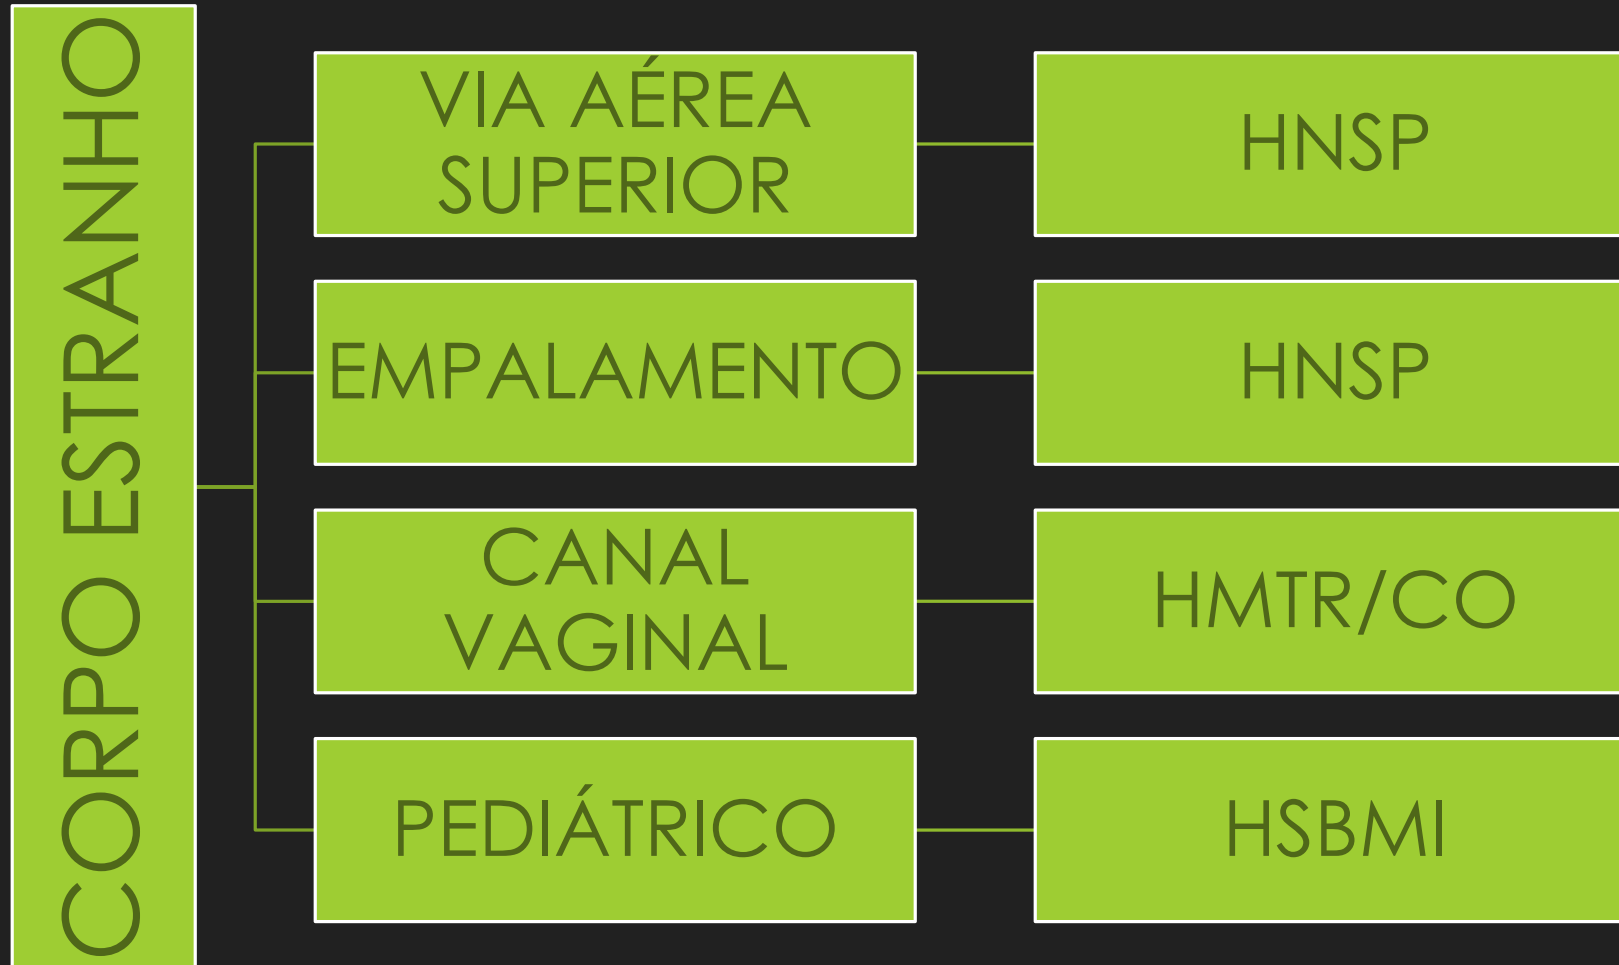 CORPO ESTRANHO
VIA AÉREA
SUPERIOR
HNSP
EMPALAMENTO
HNSP
CANAL
VAGINAL
HMTR/CO
PEDIÁTRICO
HSBMI